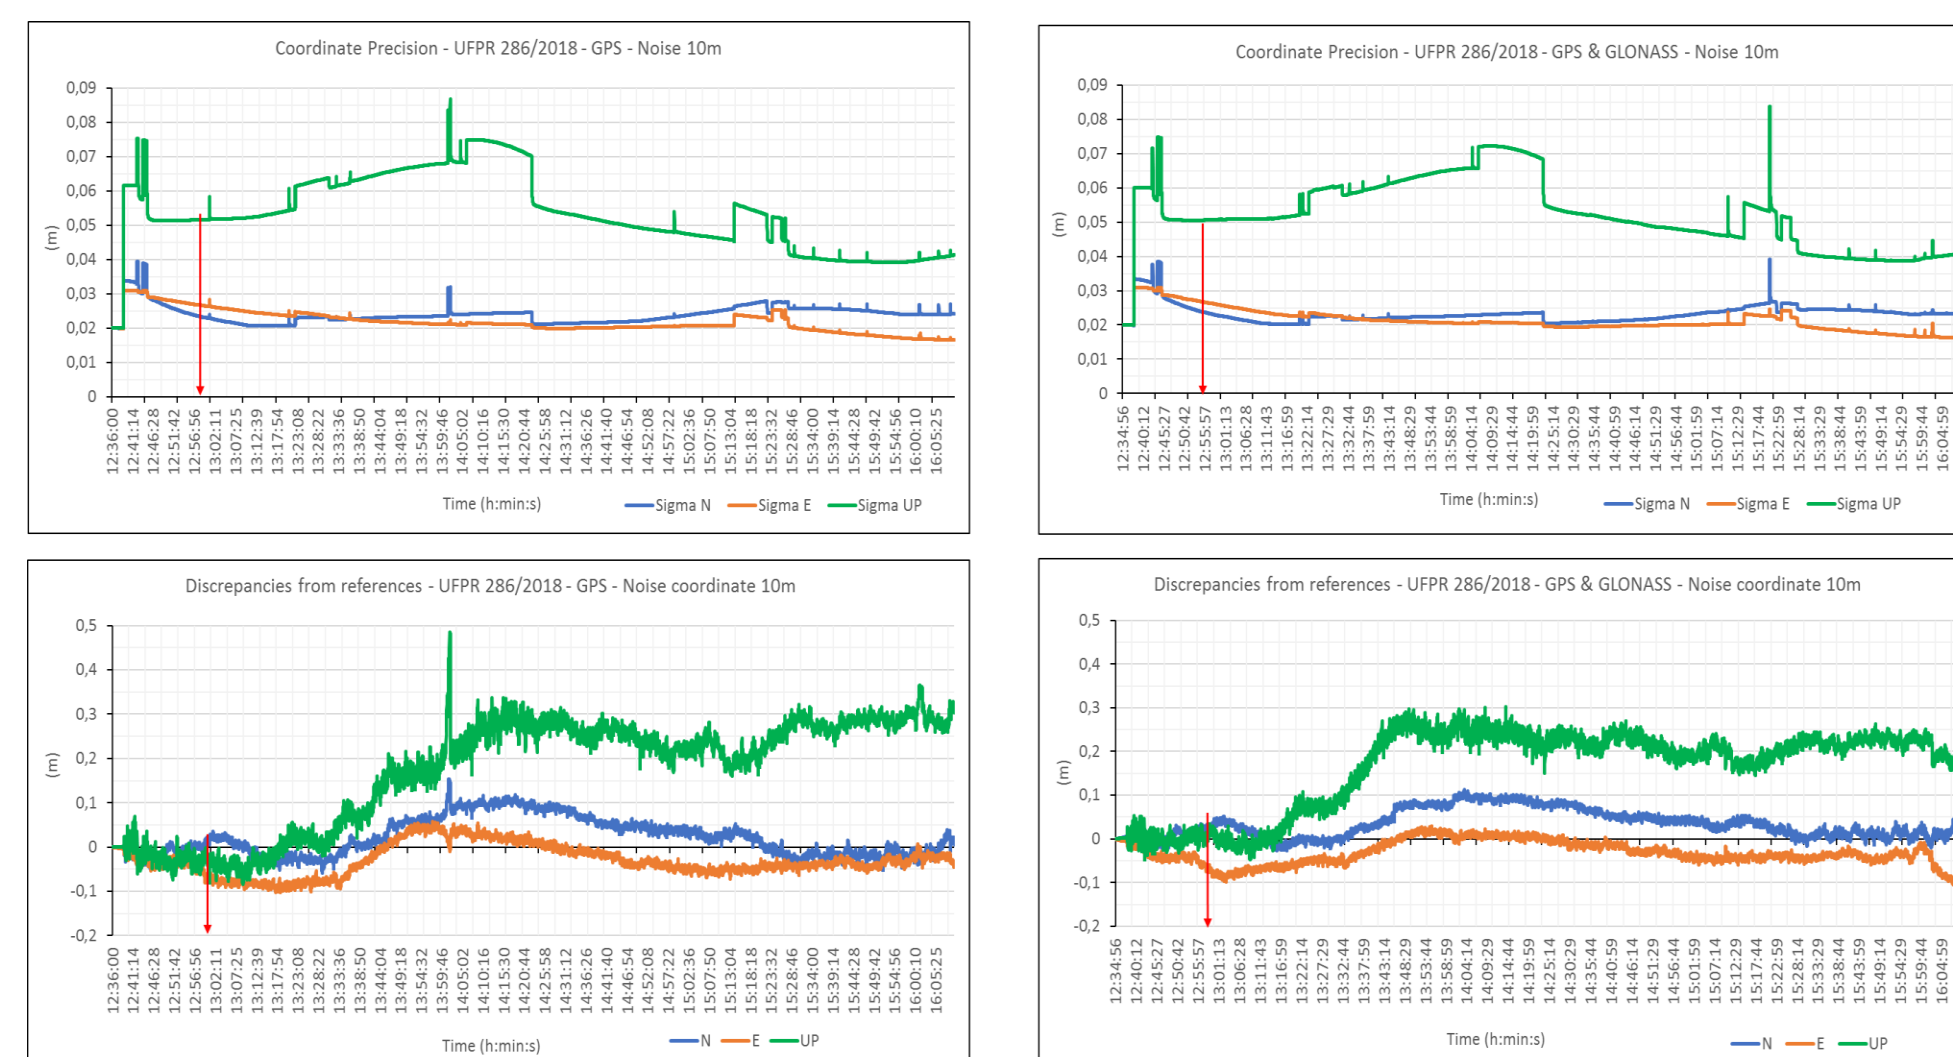 Coordinate Precision - UFPR 286/2018 - GPS - Noise 10m
0,09
0,08
0,07
0,06
0,05
0,04
0,03
0,02
0,01
0
(m)
12:36:00 12:41:14 12:46:28 12:51:42 12:56:56 13:02:11 13:07:25 13:12:39 13:17:54 13:23:08 13:28:22 13:33:36 13:38:50 13:44:04 13:49:18 13:54:32 13:59:46 14:05:02 14:10:16 14:15:30 14:20:44 14:25:58 14:31:12 14:36:26 14:41:40 14:46:54 14:52:08 14:57:22 15:02:36 15:07:50 15:13:04 15:18:18 15:23:32 15:28:46 15:34:00 15:39:14 15:44:28 15:49:42 15:54:56 16:00:10 16:05:25
Time (h:min:s)
Sigma N Sigma E Sigma UP
Coordinate Precision - UFPR 286/2018 - GPS & GLONASS - Noise 10m
0,09
0,08
0,07
0,06
0,05
0,04
0,03
0,02
0,01
0
(m)
12:34:56 12:40:12 12:45:27 12:50:42 12:55:57 13:01:13 13:06:28 13:11:43 13:16:59 13:22:14 13:27:29 13:32:44 13:37:59 13:43:14 13:48:29 13:53:44 13:58:59 14:04:14 14:09:29 14:14:44 14:19:59 14:25:14 14:30:29 14:35:44 14:40:59 14:46:14 14:51:29 14:56:44 15:01:59 15:07:14 15:12:29 15:17:44 15:22:59 15:28:14 15:33:29 15:38:44 15:43:59 15:49:14 15:54:29 15:59:44 16:04:59
Time (h:min:s)
Sigma N Sigma E Sigma UP
Discrepancies from references - UFPR 286/2018 - GPS - Noise coordinate 10m
0,5
0,4
0,3
0,2
0,1
0
-0,1
-0,2
(m)
12:36:00 12:41:14 12:46:28 12:51:42 12:56:56 13:02:11 13:07:25 13:12:39 13:17:54 13:23:08 13:28:22 13:33:36 13:38:50 13:44:04 13:49:18 13:54:32 13:59:46 14:05:02 14:10:16 14:15:30 14:20:44 14:25:58 14:31:12 14:36:26 14:41:40 14:46:54 14:52:08 14:57:22 15:02:36 15:07:50 15:13:04 15:18:18 15:23:32 15:28:46 15:34:00 15:39:14 15:44:28 15:49:42 15:54:56 16:00:10 16:05:25
Time (h:min:s)
N E UP
Discrepancies from references - UFPR 286/2018 - GPS & GLONASS - Noise coordinate 10m
0,5
0,4
0,3
0,2
0,1
0
-0,1
-0,2
(m)
12:34:56 12:40:12 12:45:27 12:50:42 12:55:57 13:01:13 13:06:28 13:11:43 13:16:59 13:22:14 13:27:29 13:32:44 13:37:59 13:43:14 13:48:29 13:53:44 13:58:59 14:04:14 14:09:29 14:14:44 14:19:59 14:25:14 14:30:29 14:35:44 14:40:59 14:46:14 14:51:29 14:56:44 15:01:59 15:07:14 15:12:29 15:17:44 15:22:59 15:28:14 15:33:29 15:38:44 15:43:59 15:49:14 15:54:29 15:59:44 16:04:59
Time (h:min:s)
N E UP